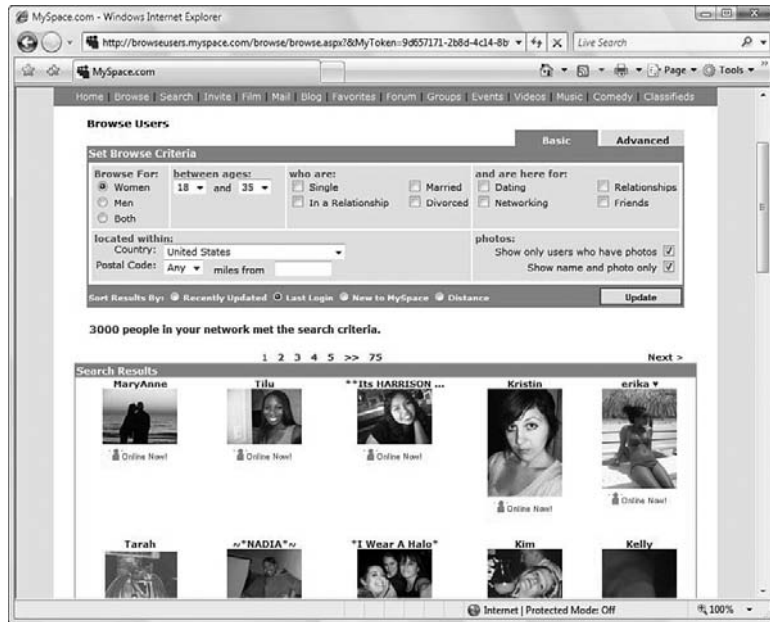 MySpace.com - Windows Internet Explorer
http://browseusers.myspace.com/browse/browse.aspx?&MyToken=9d657171-2b8d-4c14-8b
Live Search
MySpace.com
Page Tools
Home | Browse | Search | Invite | Film | Mail | Blog | Favorites | Forum | Groups | Events | Videos | Music | Comedy | Classifieds
Browse Users
Basic Advanced
Set Browse Criteria
Browse For: between ages: who are: and are here for:
Women 18 and 35 Single Married Dating Relationships
Men In a Relationship Divorced Networking Friends
Both
located within: photos:
Country: United States Show only users who have photos
Postal Code: Any miles from Show name and photo only
Sort Results By: Recently Updated Last Login New to MySpace Distance Update
3000 people in your network met the search criteria.
1 2 3 4 5 >> 75 Next >
Search Results
MaryAnne Tilu **Its HARRISON ... Kristin erika ♥
Online Now! Online Now! Online Now! Online Now! Online Now!
Tarah ~*NADIA*~ *I Wear A Halo* Kim Kelly
Internet | Protected Mode: Off 100%